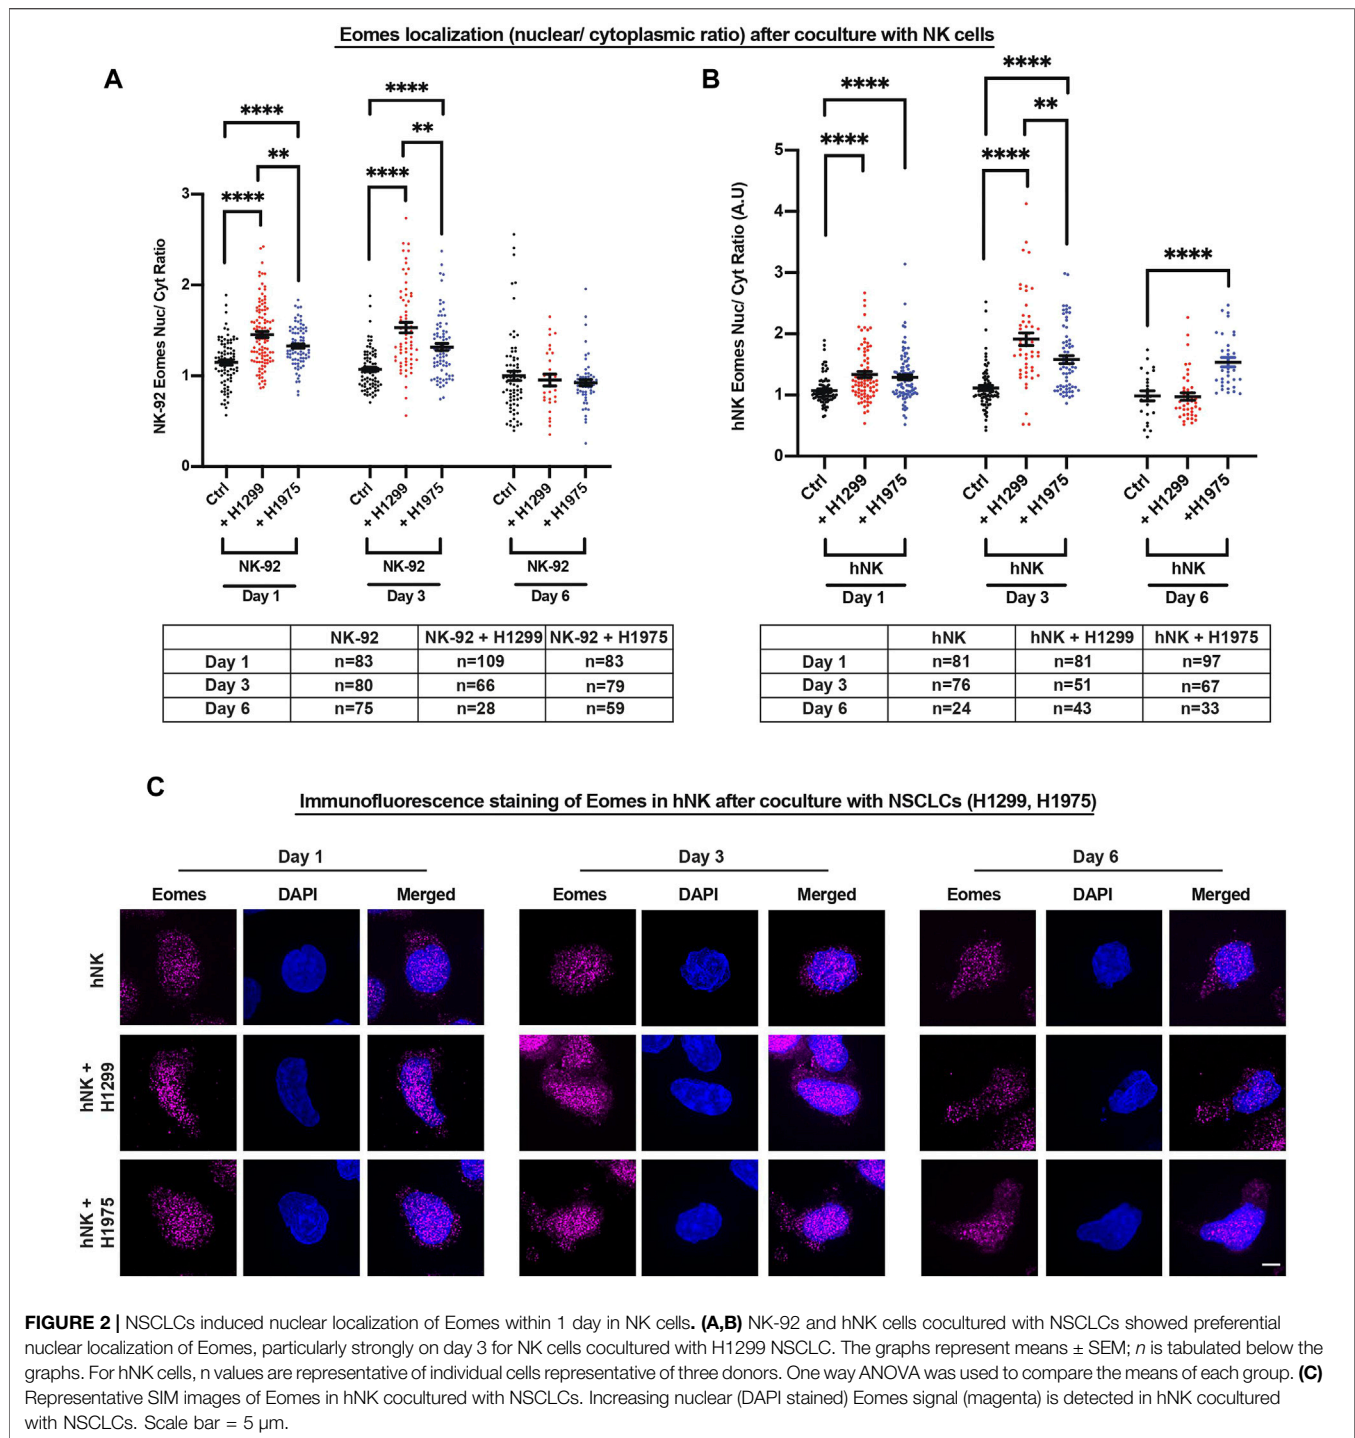 Eomes localization (nuclear/ cytoplasmic ratio) after coculture with NK cells
A
****
**
****
****
**
****
NK-92 Eomes Nuc/ Cyt Ratio
3
2
1
0
Ctrl
+ H1299
+ H1975
Ctrl
+ H1299
+ H1975
Ctrl
+ H1299
+ H1975
NK-92
NK-92
NK-92
Day 1
Day 3
Day 6
B
****
****
****
**
****
****
hNK Eomes Nuc/ Cyt Ratio (A.U)
5
4
3
2
1
0
Ctrl
+ H1299
+ H1975
Ctrl
+ H1299
+ H1975
Ctrl
+ H1299
+H1975
hNK
hNK
hNK
Day 1
Day 3
Day 6
NK-92 NK-92 + H1299 NK-92 + H1975
Day 1 n=83 n=109 n=83
Day 3 n=80 n=66 n=79
Day 6 n=75 n=28 n=59
hNK hNK + H1299 hNK + H1975
Day 1 n=81 n=81 n=97
Day 3 n=76 n=51 n=67
Day 6 n=24 n=43 n=33
C
Immunofluorescence staining of Eomes in hNK after coculture with NSCLCs (H1299, H1975)
Day 1 Day 3 Day 6
Eomes DAPI Merged Eomes DAPI Merged Eomes DAPI Merged
hNK
hNK +
H1299
hNK +
H1975
FIGURE 2 | NSCLCs induced nuclear localization of Eomes within 1 day in NK cells. (A,B) NK-92 and hNK cells cocultured with NSCLCs showed preferential
nuclear localization of Eomes, particularly strongly on day 3 for NK cells cocultured with H1299 NSCLC. The graphs represent means ± SEM; n is tabulated below the
graphs. For hNK cells, n values are representative of individual cells representative of three donors. One way ANOVA was used to compare the means of each group. (C)
Representative SIM images of Eomes in hNK cocultured with NSCLCs. Increasing nuclear (DAPI stained) Eomes signal (magenta) is detected in hNK cocultured
with NSCLCs. Scale bar = 5 µm.